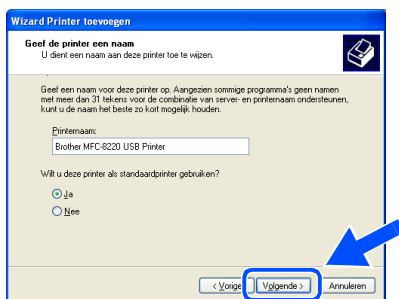 Wizard Printer toevoegen
Geef de printer een naam
U dient een naam aan deze printer toe te wijzen.
Geef een naam voor deze printer op. Aangezien sommige programma's geen namen
met meer dan 31 tekens voor de combinatie van server- en printernaam ondersteunen,
kunt u de naam het beste zo kort mogelijk houden.
Printernaam:
Brother MFC-8220 USB Printer
Wilt u deze printer als standaardprinter gebruiken?
Ja
Nee
< Vorige Volgende > Annuleren